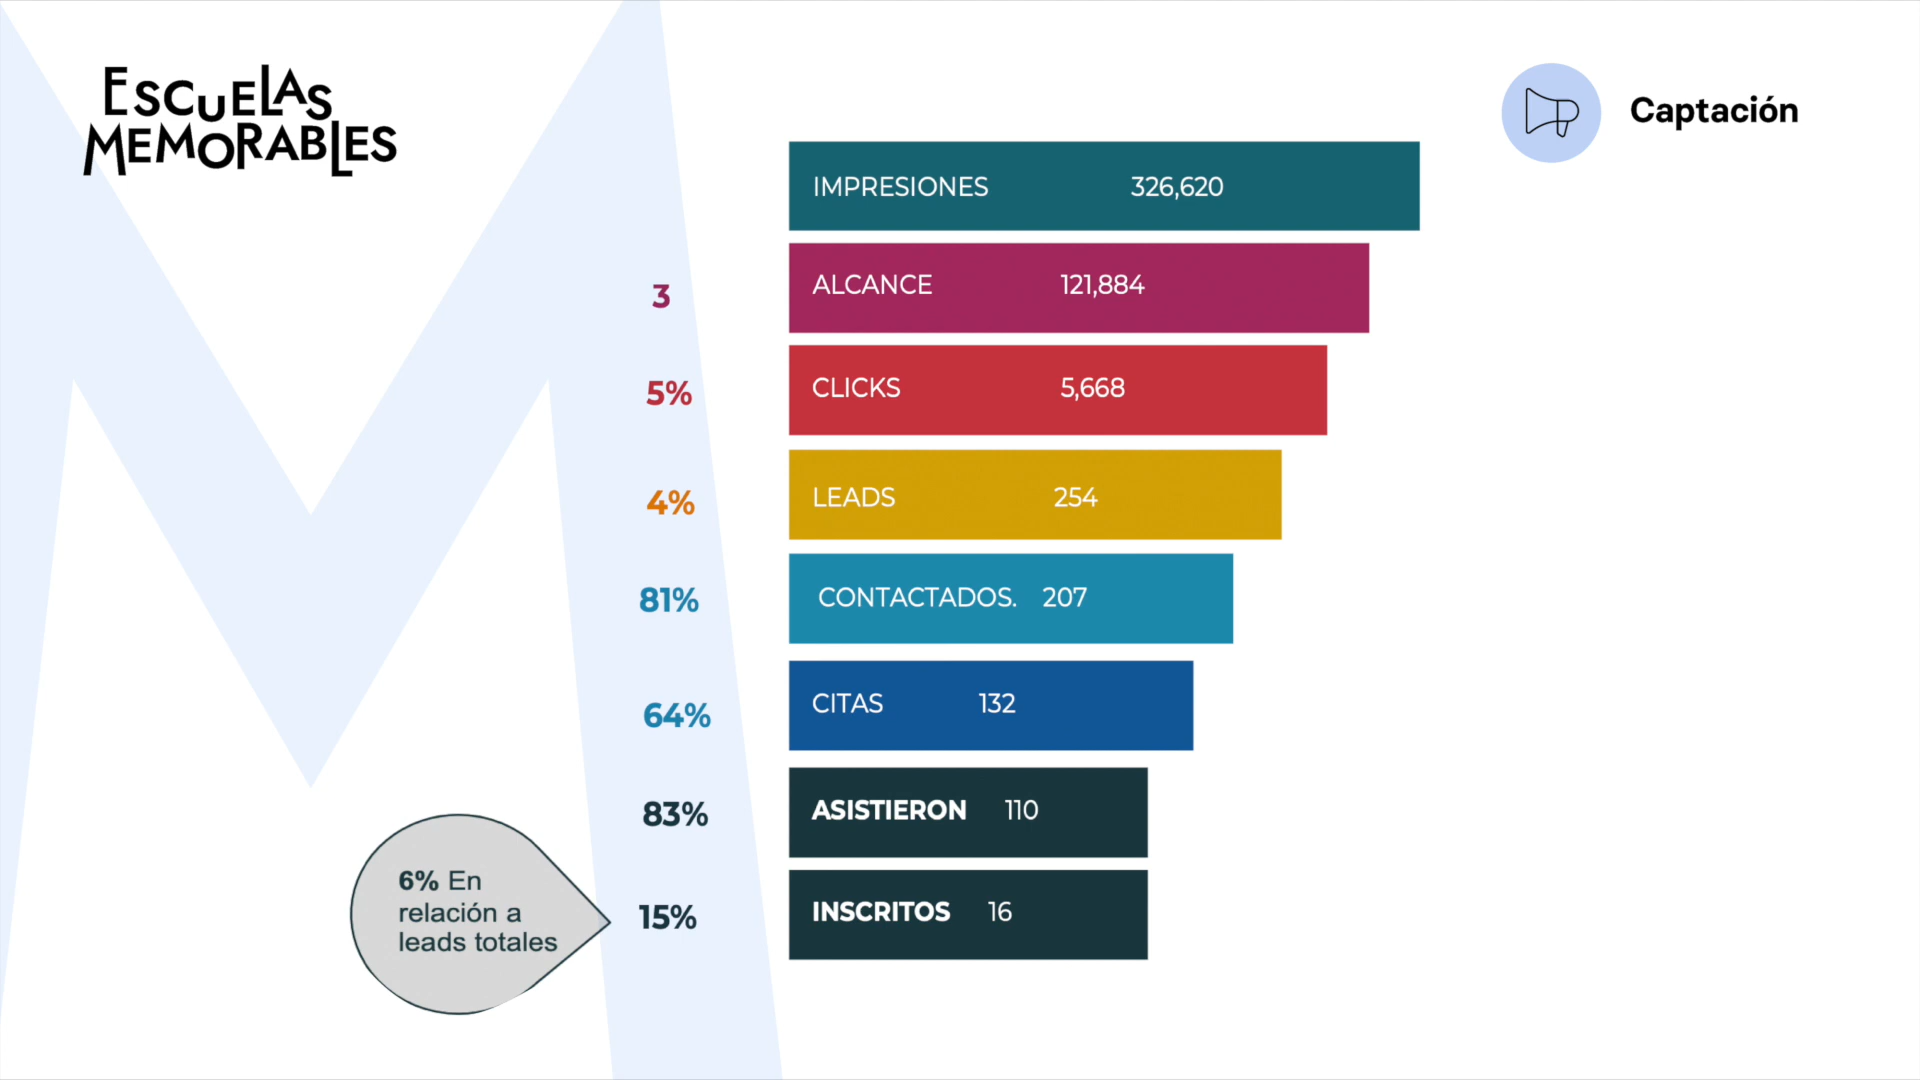 ESCUELAS
MEMORABLES
Captación
IMPRESIONES 326,620
3 ALCANCE 121,884
5% CLICKS 5,668
4% LEADS 254
81% CONTACTADOS. 207
64% CITAS 132
83% ASISTIERON 110
15% INSCRITOS 16
6% En
relación a
leads totales